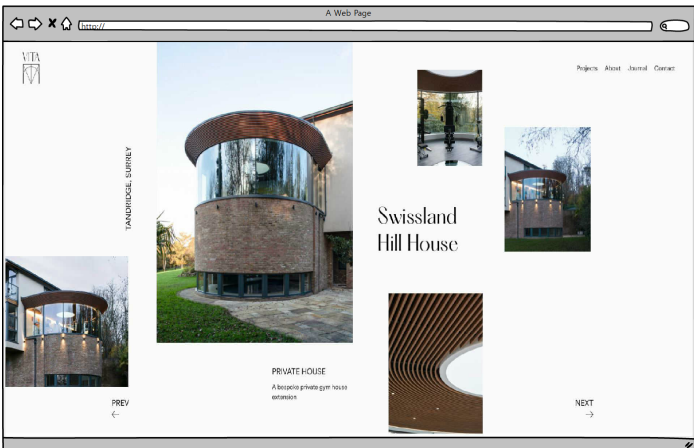 A Web Page
http://
VITA
Projects About Journal Contact
TANDRIDGE, SURREY
Swissland
Hill House
PRIVATE HOUSE
A bespoke private gym house
extension
PREV
NEXT